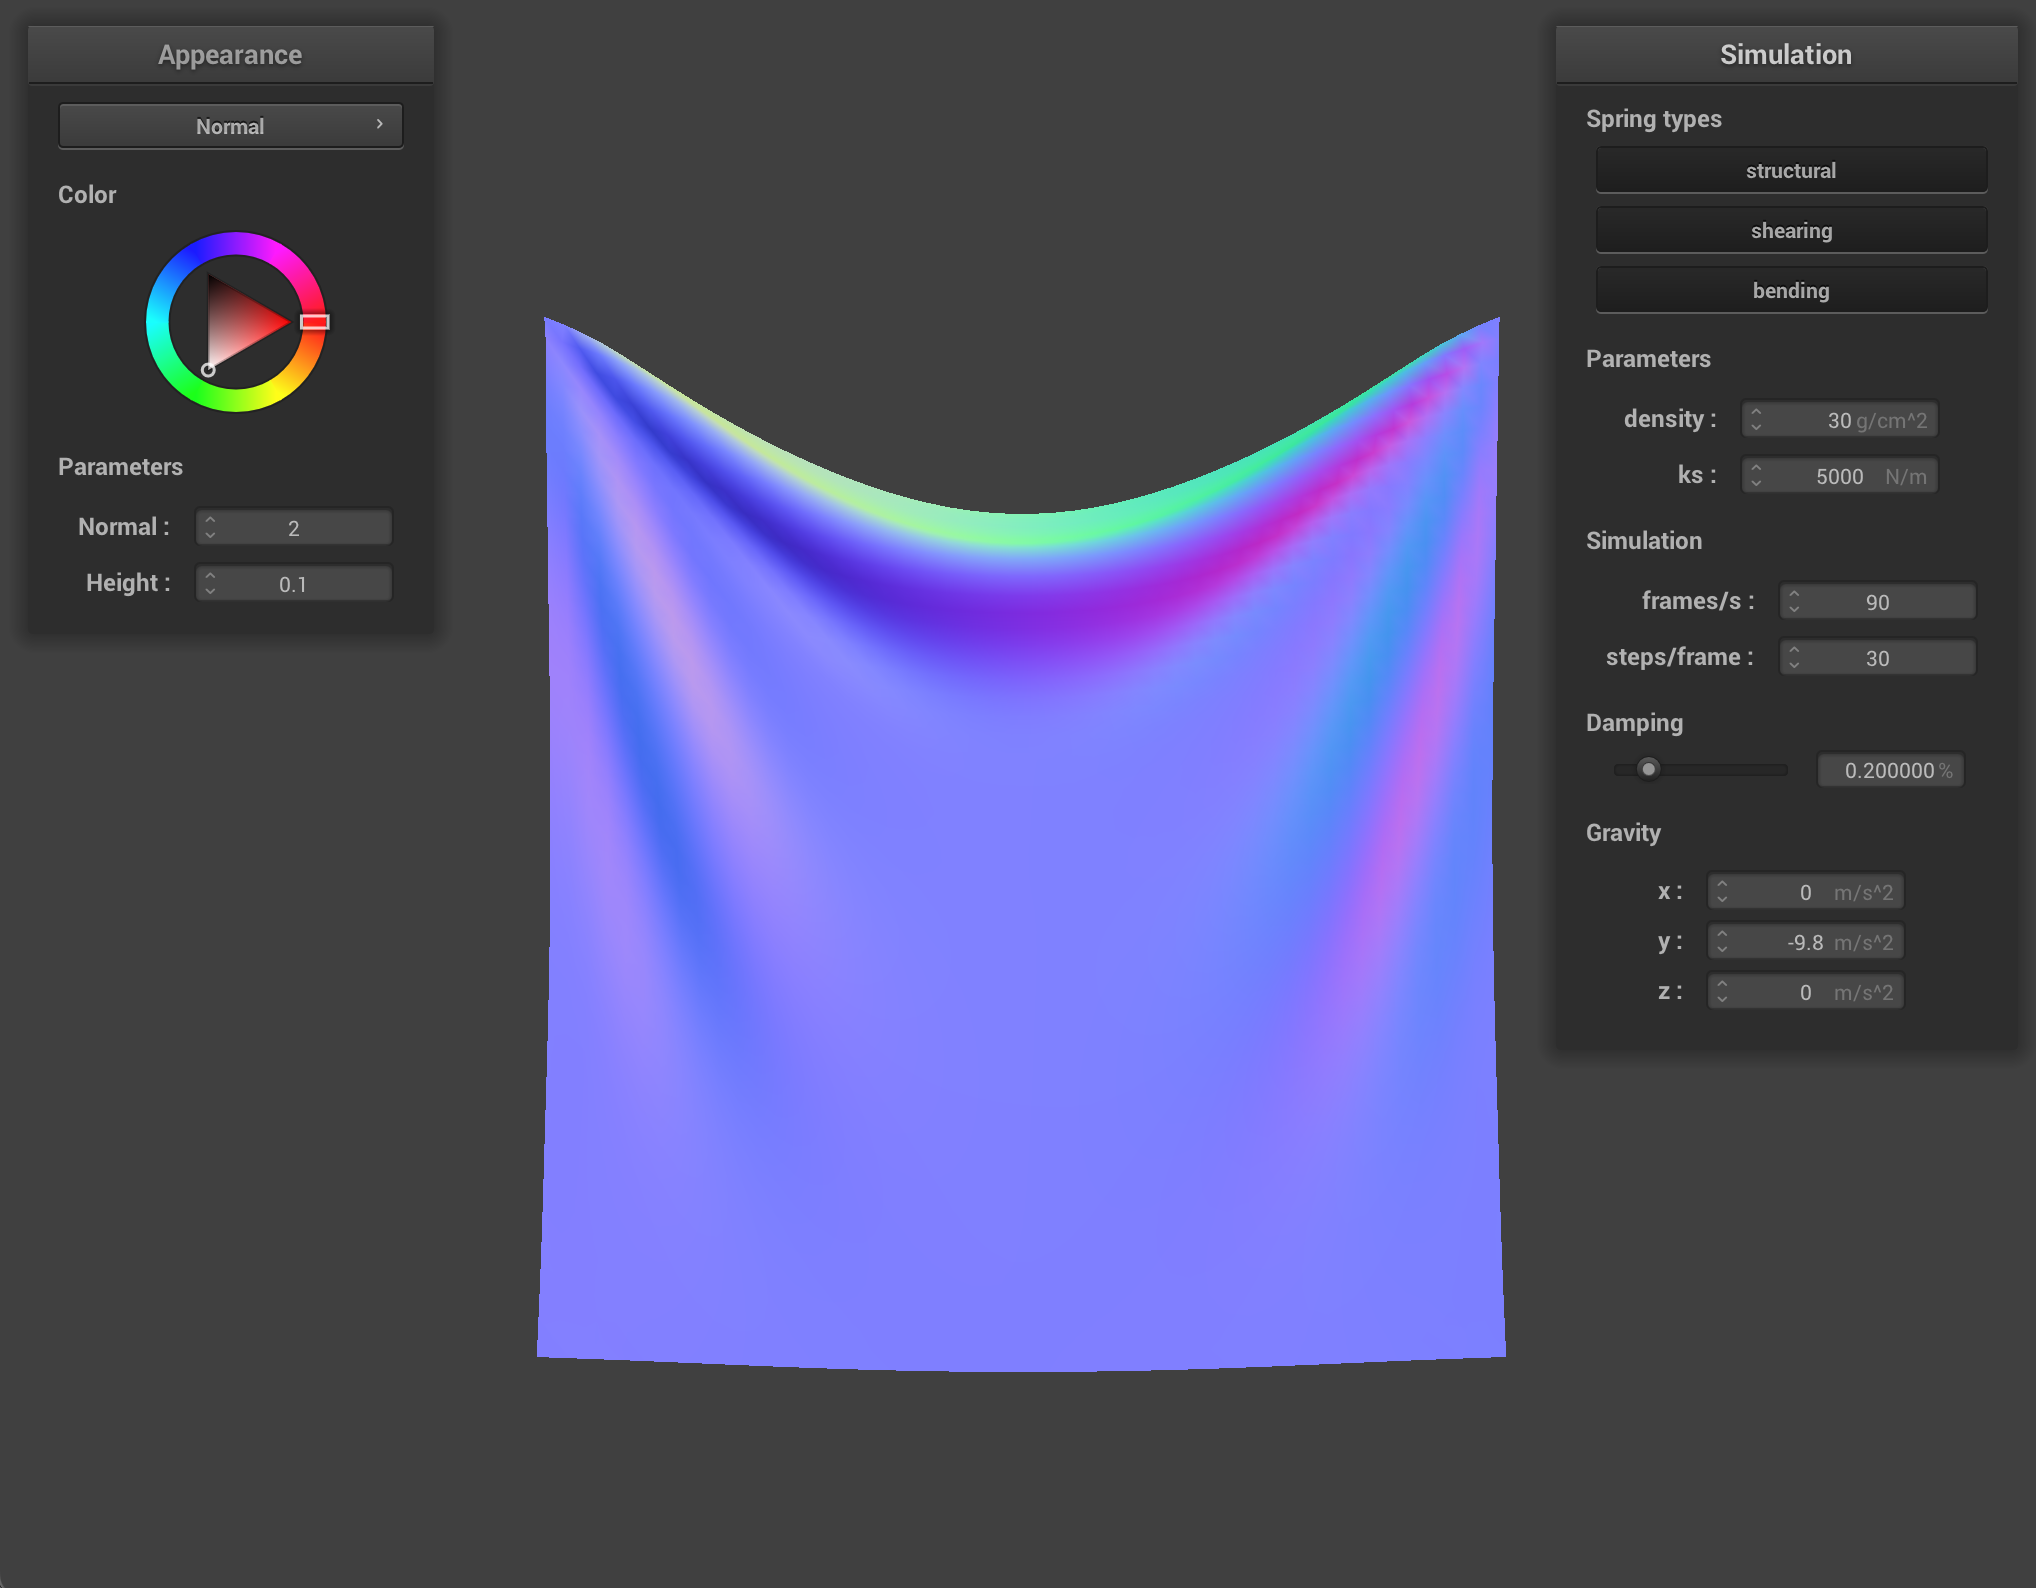 Appearance
Normal
Color
Parameters
Normal : 2
Height : 0.1
Simulation
Spring types
structural
shearing
bending
Parameters
density : 30 g/cm^2
ks : 5000 N/m
Simulation
frames/s : 90
steps/frame : 30
Damping
0.200000 %
Gravity
x : 0 m/s^2
y : -9.8 m/s^2
z : 0 m/s^2